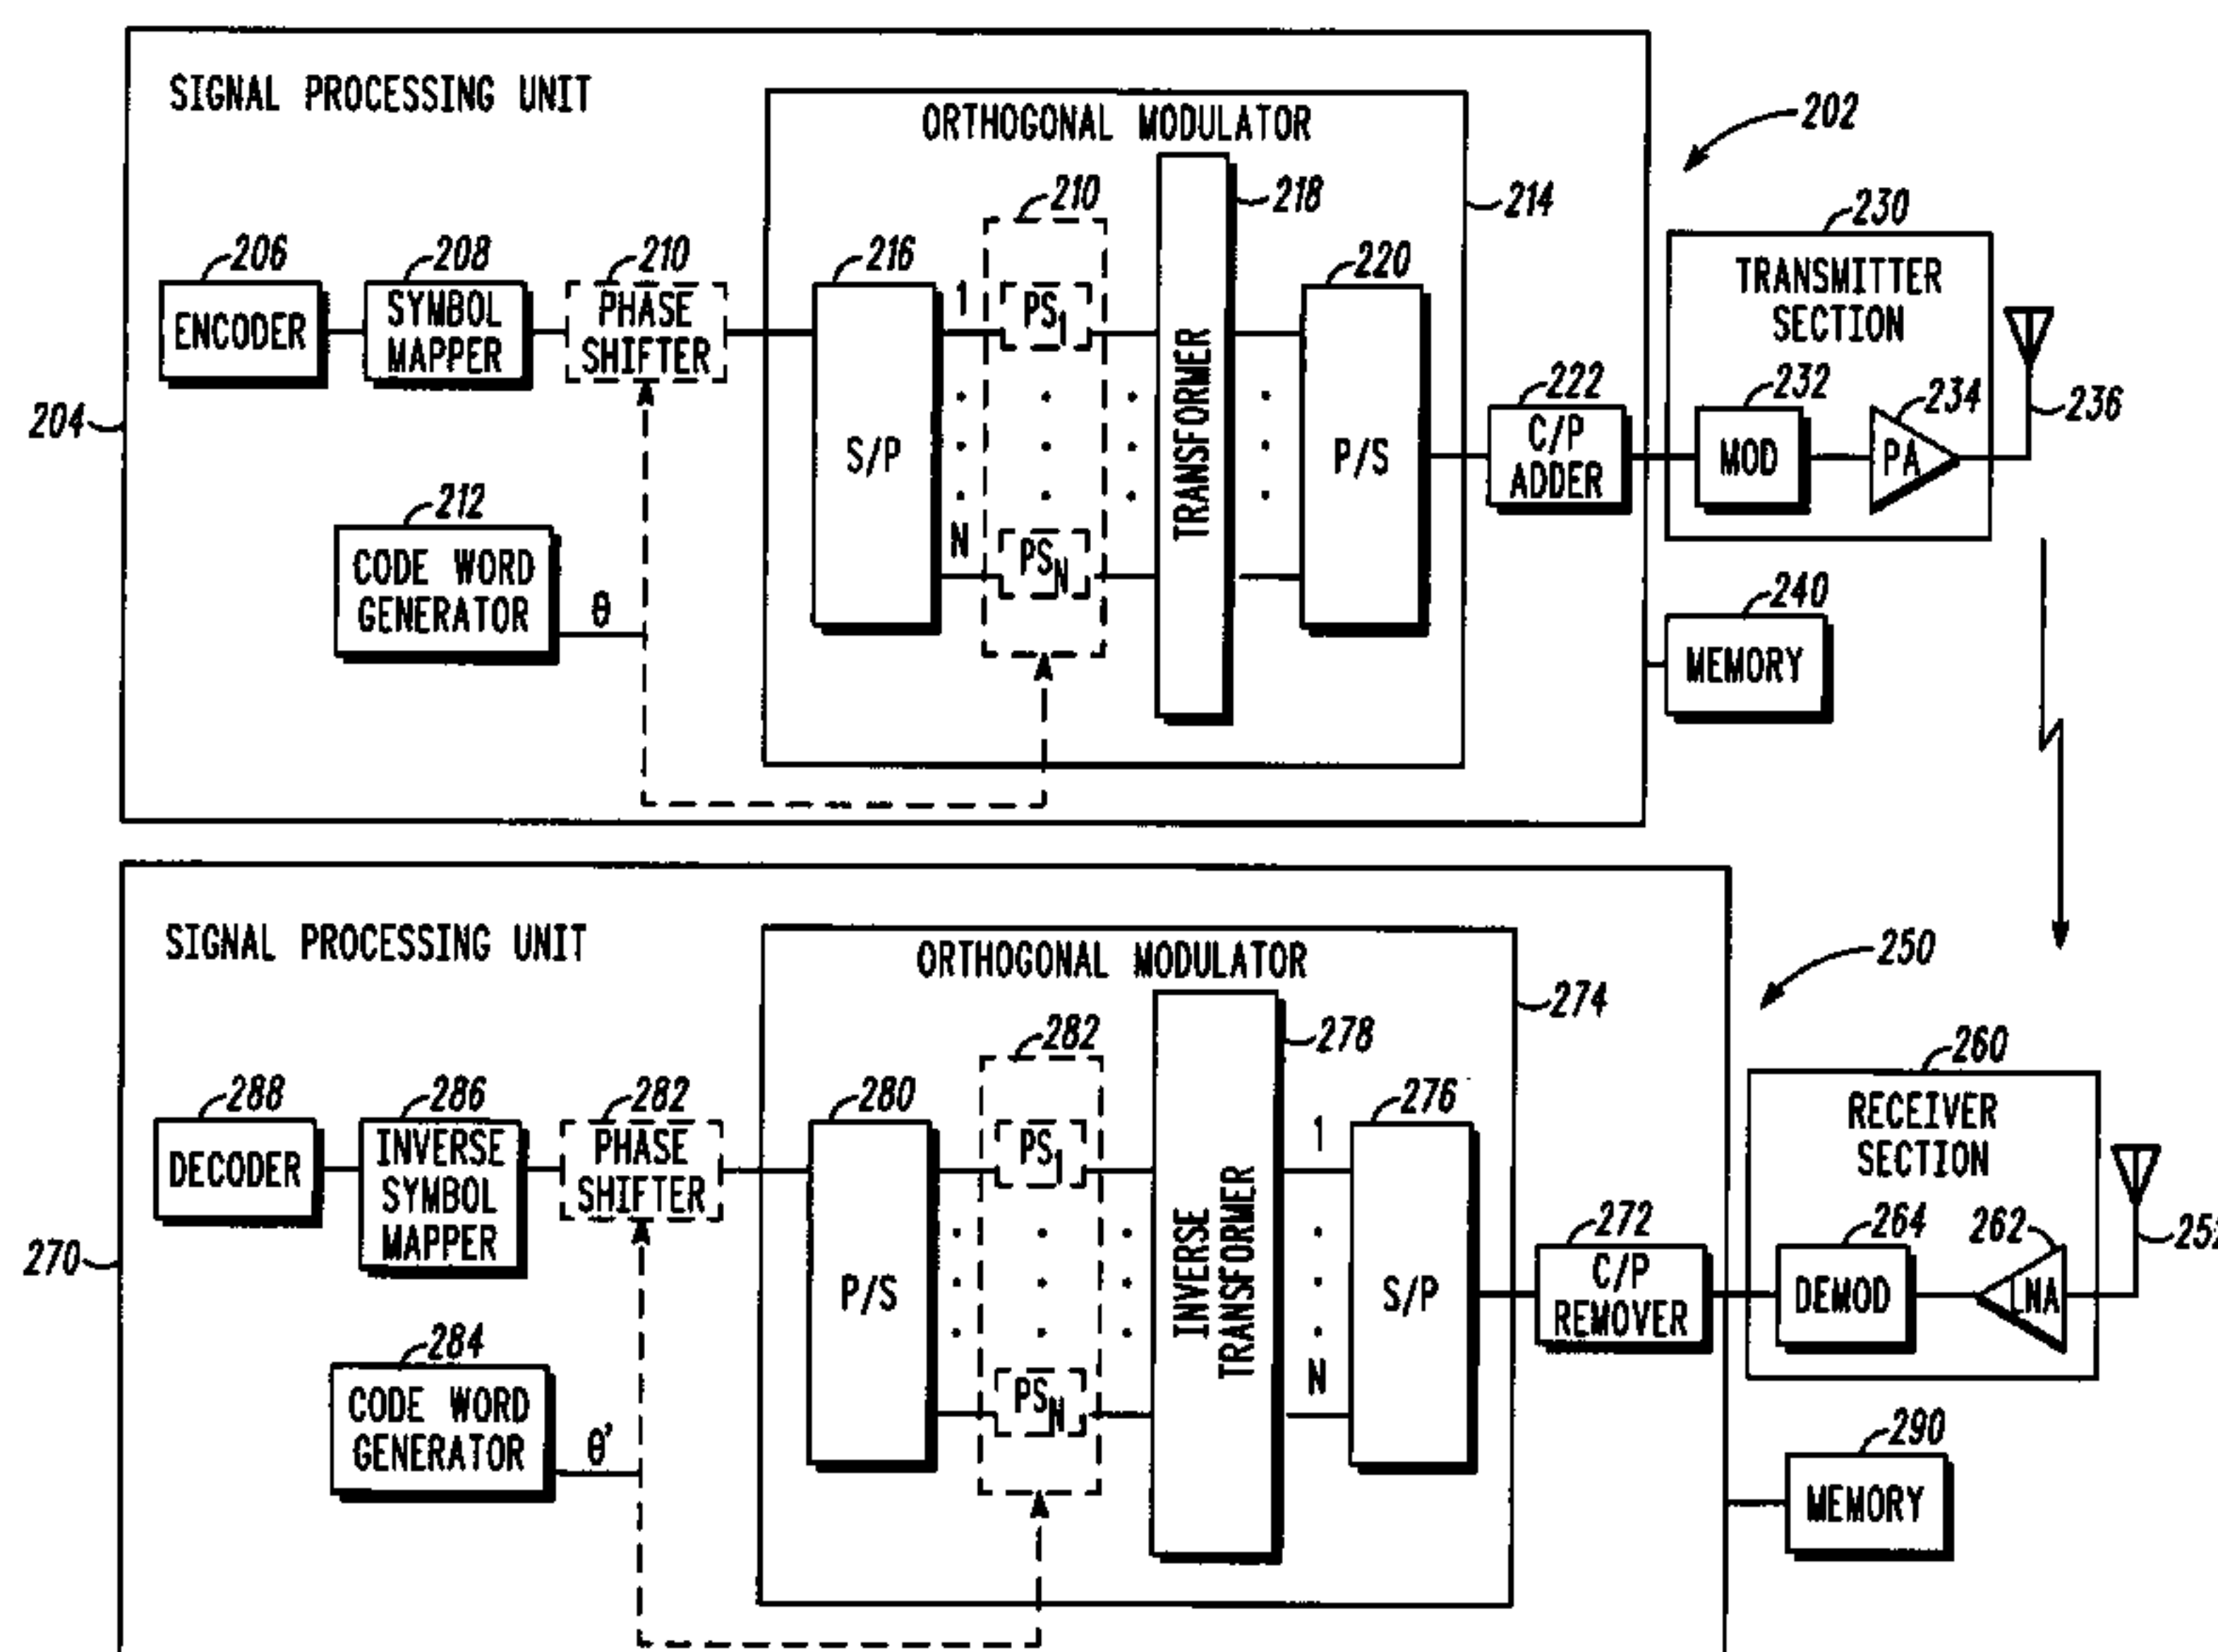 SIGNAL PROCESSING UNIT
ORTHOGONAL MODULATOR
202
210
218
214
230
206
208
210
216
1
PS1
220
TRANSMITTER
SECTION
ENCODER
SYMBOL
MAPPER
PHASE
SHIFTER
TRANSFORMER
222
232
234
236
204
S/P
P/S
C/P
ADDER
MOD
PA
212
N
PSN
CODE WORD
GENERATOR
θ
240
MEMORY
SIGNAL PROCESSING UNIT
ORTHOGONAL MODULATOR
250
274
282
278
260
288
286
282
280
276
RECEIVER
SECTION
DECODER
INVERSE
SYMBOL
MAPPER
PHASE
SHIFTER
PS1
1
INVERSE
TRANSFORMER
272
264
262
270
P/S
S/P
C/P
REMOVER
DEMOD
LNA
284
PSN
N
CODE WORD
GENERATOR
θ'
290
MEMORY